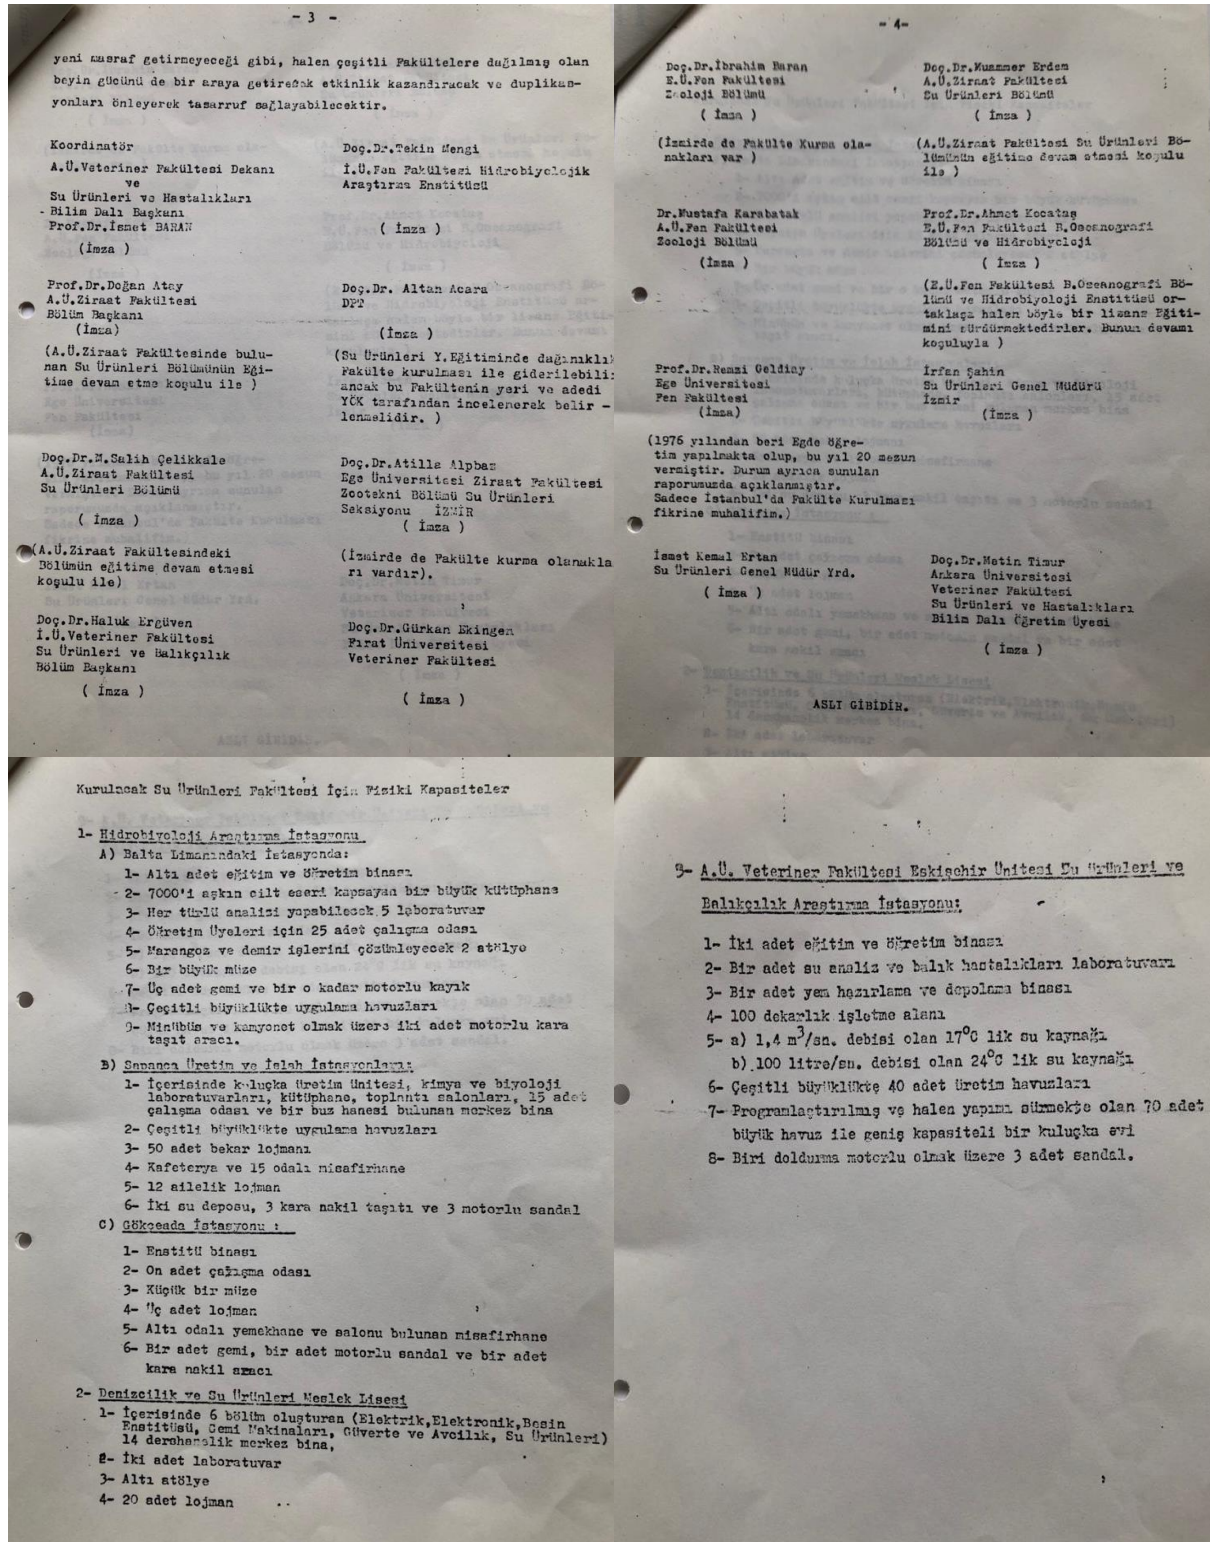 - 3 -
yeni masraf getirmeyeceği gibi, halen çeşitli Fakültelere dağılmış olan
beyin gücünü de bir araya getirecek etkinlik kazandıracak ve duplikas-
yonları önleyerek tasarruf sağlayabilecektir.
Koordinatör
A.Ü.Veteriner Fakültesi Dekanı
ve
Su Ürünleri ve Hastalıkları
Bilim Dalı Başkanı
Prof.Dr.İsmet BARAN
(İmza )
Doç.Dr.Tekin Mengi
İ.Ü.Fen Fakültesi Hidrobiyolojik
Araştırma Enstitüsü
( İmza )
Prof.Dr.Doğan Atay
A.Ü.Ziraat Fakültesi
Bölüm Başkanı
(İmza)
(A.Ü.Ziraat Fakültesinde bulu-
nan Su Ürünleri Bölümünün Eği-
time devam etme koşulu ile )
Doç.Dr. Altan Acara
DPT
(İmza )
(Su Ürünleri Y.Eğitiminde dağınıklı
Fakülte kurulması ile giderilebili
ancak bu Fakültenin yeri ve adedi
YÖK tarafından incelenerek belir -
lenmelidir. )
Doç.Dr.M.Salih Çelikkale
A.Ü.Ziraat Fakültesi
Su Ürünleri Bölümü
( İmza )
(A.Ü.Ziraat Fakültesindeki
Bölümün eğitime devam etmesi
koşulu ile)
Doç.Dr.Atilla Alpbaz
Ege Üniversitesi Ziraat Fakültesi
Zootekni Bölümü Su Ürünleri
Seksiyonu İZMİR
( İmza )
(İzmirde de Fakülte kurma olanakla
rı vardır).
Doç.Dr.Haluk Ergüven
İ.Ü.Veteriner Fakültesi
Su Ürünleri ve Balıkçılık
Bölüm Başkanı
( İmza )
Doç.Dr.Gürkan Ekingen
Fırat Üniversitesi
Veteriner Fakültesi
( İmza )
- 4-
Doç.Dr.İbrahim Baran
E.Ü.Fen Fakültesi
Zooloji Bölümü
( İmza )
(İzmirde de Fakülte Kurma ola-
nakları var )
Doç.Dr.Muammer Erdem
A.Ü.Ziraat Fakültesi
Su Ürünleri Bölümü
( İmza )
(A.Ü.Ziraat Fakültesi Su Ürünleri Bö-
lümünün eğitime devam etmesi koşulu
ile )
Dr.Mustafa Karabatak
A.Ü.Fen Fakültesi
Zooloji Bölümü
(İmza )
Prof.Dr.Ahmet Kocataş
E.Ü.Fen Fakültesi B.Oseanografi
Bölümü ve Hidrobiyoloji
( İmza )
(E.Ü.Fen Fakültesi B.Oseanografi Bö-
lümü ve Hidrobiyoloji Enstitüsü or-
taklaşa halen böyle bir lisans Eğiti-
mini sürdürmektedirler. Bunun devamı
koşuluyla )
Prof.Dr.Remzi Geldiay
Ege Üniversitesi
Fen Fakültesi
(İmza)
(1976 yılından beri Egde öğre-
tim yapılmakta olup, bu yıl 20 mezun
vermiştir. Durum ayrıca sunulan
raporumuzda açıklanmıştır.
Sadece İstanbul'da Fakülte Kurulması
fikrine muhalifim.)
İrfan Şahin
Su Ürünleri Genel Müdürü
İzmir
(İmza )
İsmet Kemal Ertan
Su Ürünleri Genel Müdür Yrd.
( İmza )
Doç.Dr.Metin Timur
Ankara Üniversitesi
Veteriner Fakültesi
Su Ürünleri ve Hastalıkları
Bilim Dalı Öğretim Üyesi
( İmza )
ASLI GİBİDİR.
Kurulacak Su Ürünleri Fakültesi İçin Fiziki Kapasiteler
1- Hidrobiyoloji Araştırma İstasyonu
A) Balta Limanındaki İstasyonda:
1- Altı adet eğitim ve öğretim binası
2- 7000'i aşkın cilt eseri kapsayan bir büyük kütüphane
3- Her türlü analizi yapabilecek 5 laboratuvar
4- Öğretim Üyeleri için 25 adet çalışma odası
5- Marangoz ve demir işlerini çözümleyecek 2 atölye
6- Bir büyük müze
7- Üç adet gemi ve bir o kadar motorlu kayık
8- Çeşitli büyüklükte uygulama havuzları
9- Minübüs ve kamyonet olmak üzere iki adet motorlu kara
taşıt aracı.
B) Sapanca Üretim ve İslah İstasyonları:
1- İçerisinde kuluçka üretim ünitesi, kimya ve biyoloji
laboratuvarları, kütüphane, toplantı salonları, 15 adet
çalışma odası ve bir buz hanesi bulunan merkez bina
2- Çeşitli büyüklükte uygulama havuzları
3- 50 adet bekar lojmanı
4- Kafeterya ve 15 odalı misafirhane
5- 12 ailelik lojman
6- İki su deposu, 3 kara nakil taşıtı ve 3 motorlu sandal
C) Gökçeada İstasyonu :
1- Enstitü binası
2- On adet çalışma odası
3- Küçük bir müze
4- Üç adet lojman
5- Altı odalı yemekhane ve salonu bulunan misafirhane
6- Bir adet gemi, bir adet motorlu sandal ve bir adet
kara nakil aracı
2- Denizcilik ve Su Ürünleri Meslek Lisesi
1- İçerisinde 6 bölüm oluşturan (Elektrik,Elektronik,Besin
Enstitüsü, Gemi Makinaları, Güverte ve Avcılık, Su Ürünleri)
14 dershanelik merkez bina,
2- İki adet laboratuvar
3- Altı atölye
4- 20 adet lojman
3- A.Ü. Veteriner Fakültesi Eskişehir Ünitesi Su Ürünleri ve
Balıkçılık Araştırma İstasyonu:
1- İki adet eğitim ve öğretim binası
2- Bir adet su analiz ve balık hastalıkları laboratuvarı
3- Bir adet yem hazırlama ve depolama binası
4- 100 dekarlık işletme alanı
5- a) 1,4 m³/sn. debisi olan 17°C lik su kaynağı
b) 100 litre/sn. debisi olan 24°C lik su kaynağı
6- Çeşitli büyüklükte 40 adet üretim havuzları
7- Programlaştırılmış ve halen yapımı sürmekte olan 70 adet
büyük havuz ile geniş kapasiteli bir kuluçka evi
8- Biri doldurma motorlu olmak üzere 3 adet sandal.